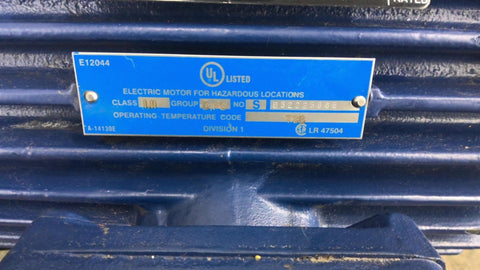 RATED
E12044
UL LISTED
ELECTRIC MOTOR FOR HAZARDOUS LOCATIONS
CLASS GROUP NO S
OPERATING TEMPERATURE CODE
A-14130E DIVISION 1 LR 47504